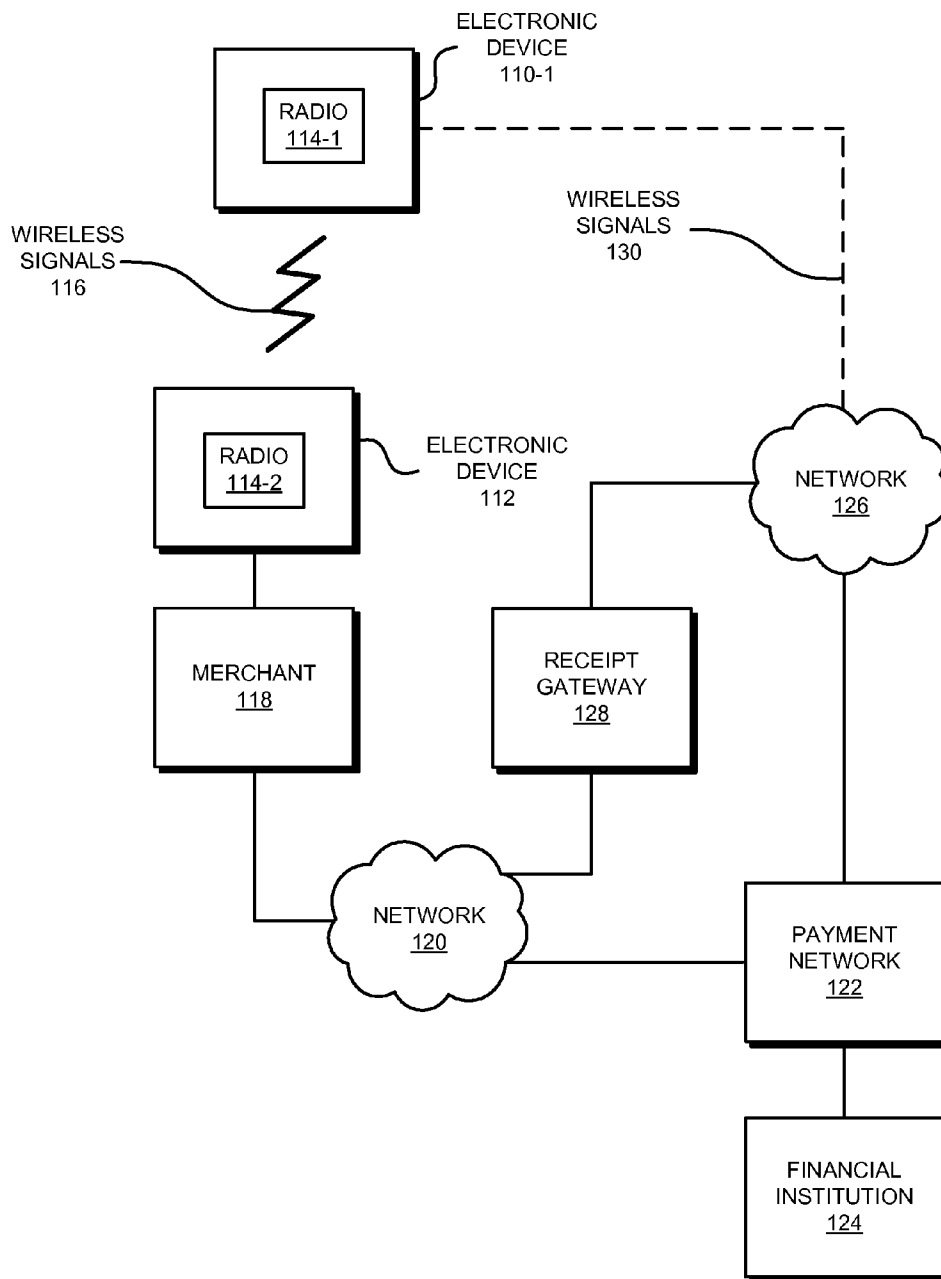 ELECTRONIC
DEVICE
110-1
RADIO
114-1
WIRELESS
SIGNALS
116
WIRELESS
SIGNALS
130
RADIO
114-2
ELECTRONIC
DEVICE
112
NETWORK
126
MERCHANT
118
RECEIPT
GATEWAY
128
NETWORK
120
PAYMENT
NETWORK
122
FINANCIAL
INSTITUTION
124